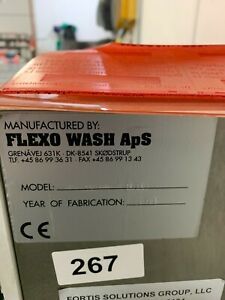 MANUFACTURED BY:
FLEXO WASH ApS
GRENÅVEJ 631K · DK-8541 SKØDSTRUP
TLF. +45 86 99 36 31 · FAX +45 86 99 13 43
MODEL:
YEAR OF FABRICATION:
CE
267
FORTIS SOLUTIONS GROUP, LLC